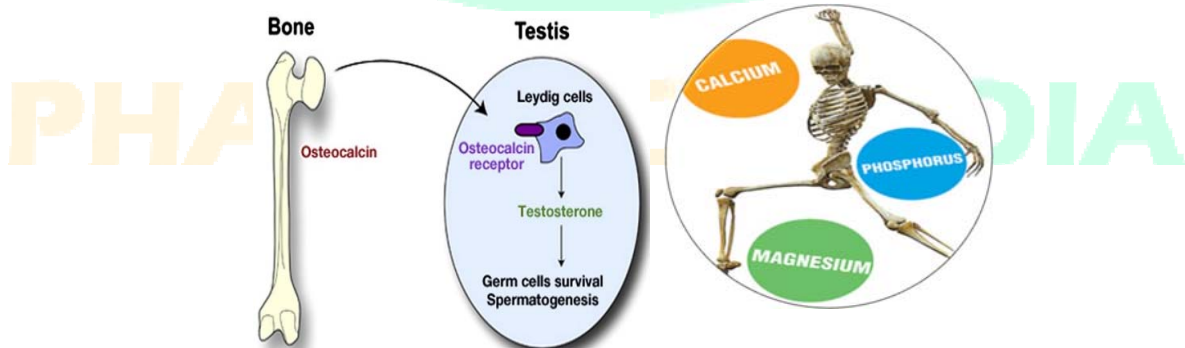 Bone
Osteocalcin
Testis
Leydig cells
Osteocalcin
receptor
Testosterone
Germ cells survival
Spermatogenesis
CALCIUM
PHOSPHORUS
MAGNESIUM